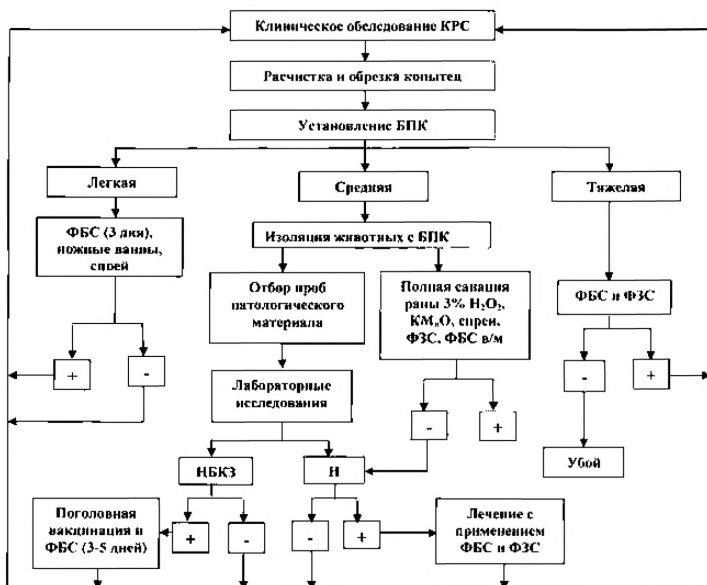 Клиническое обследование КРС
Расчистка и обрезка копытец
Установление БПК
Легкая
Средняя
Тяжелая
ФБС (3 дня),
ножные ванны,
спрей
Изоляция животных с БПК
Отбор проб
патологического
материала
Полная санация
раны 3% H₂O₂,
KMnO, спреи,
ФЗС, ФБС в/м
ФБС и ФЗС
+
-
-
+
Лабораторные
исследования
-
+
Убой
НБКЗ
Н
Поголовная
вакцинация и
ФБС (3-5 дней)
+
-
-
+
Лечение с
применением
ФБС и ФЗС